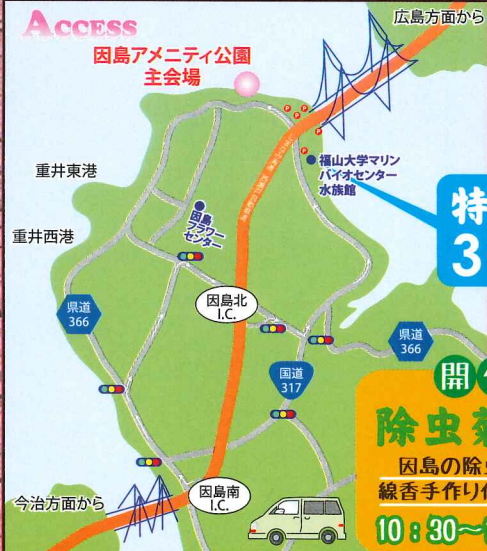 ACCESS
広島方面から
因島アメニティ公園
主会場
P
P
P
P
P
P
福山大学マリン
バイオセンター
水族館
重井東港
因島
フラワー
センター
重井西港
特
3
因島北
I.C.
県道
366
県道
366
国道
317
開
除虫
因島の除虫
線香手作り
10:30～
今治方面から
因島南
I.C.